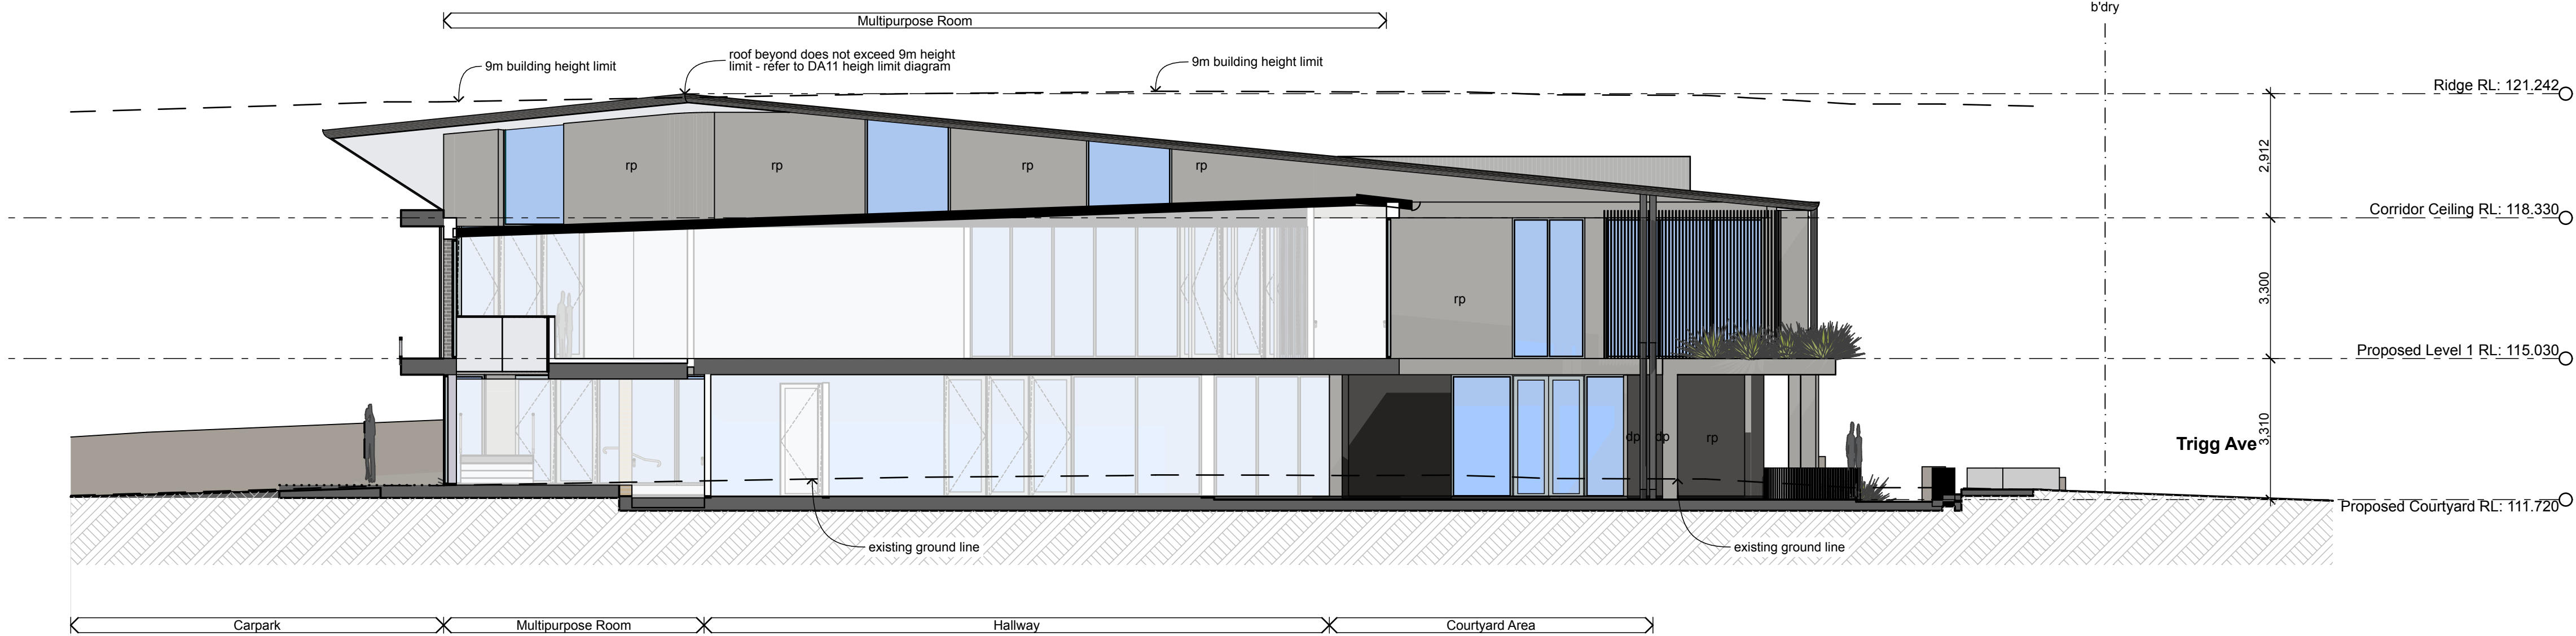 b'dry
Multipurpose Room
roof beyond does not exceed 9m height
limit - refer to DA11 heigh limit diagram
9m building height limit
9m building height limit
Ridge RL: 121.242
2,912
rp
rp
rp
rp
Corridor Ceiling RL: 118.330
3,300
rp
Proposed Level 1 RL: 115.030
3,310
Trigg Ave
dp
dp
rp
Proposed Courtyard RL: 111.720
existing ground line
existing ground line
Carpark
Multipurpose Room
Hallway
Courtyard Area